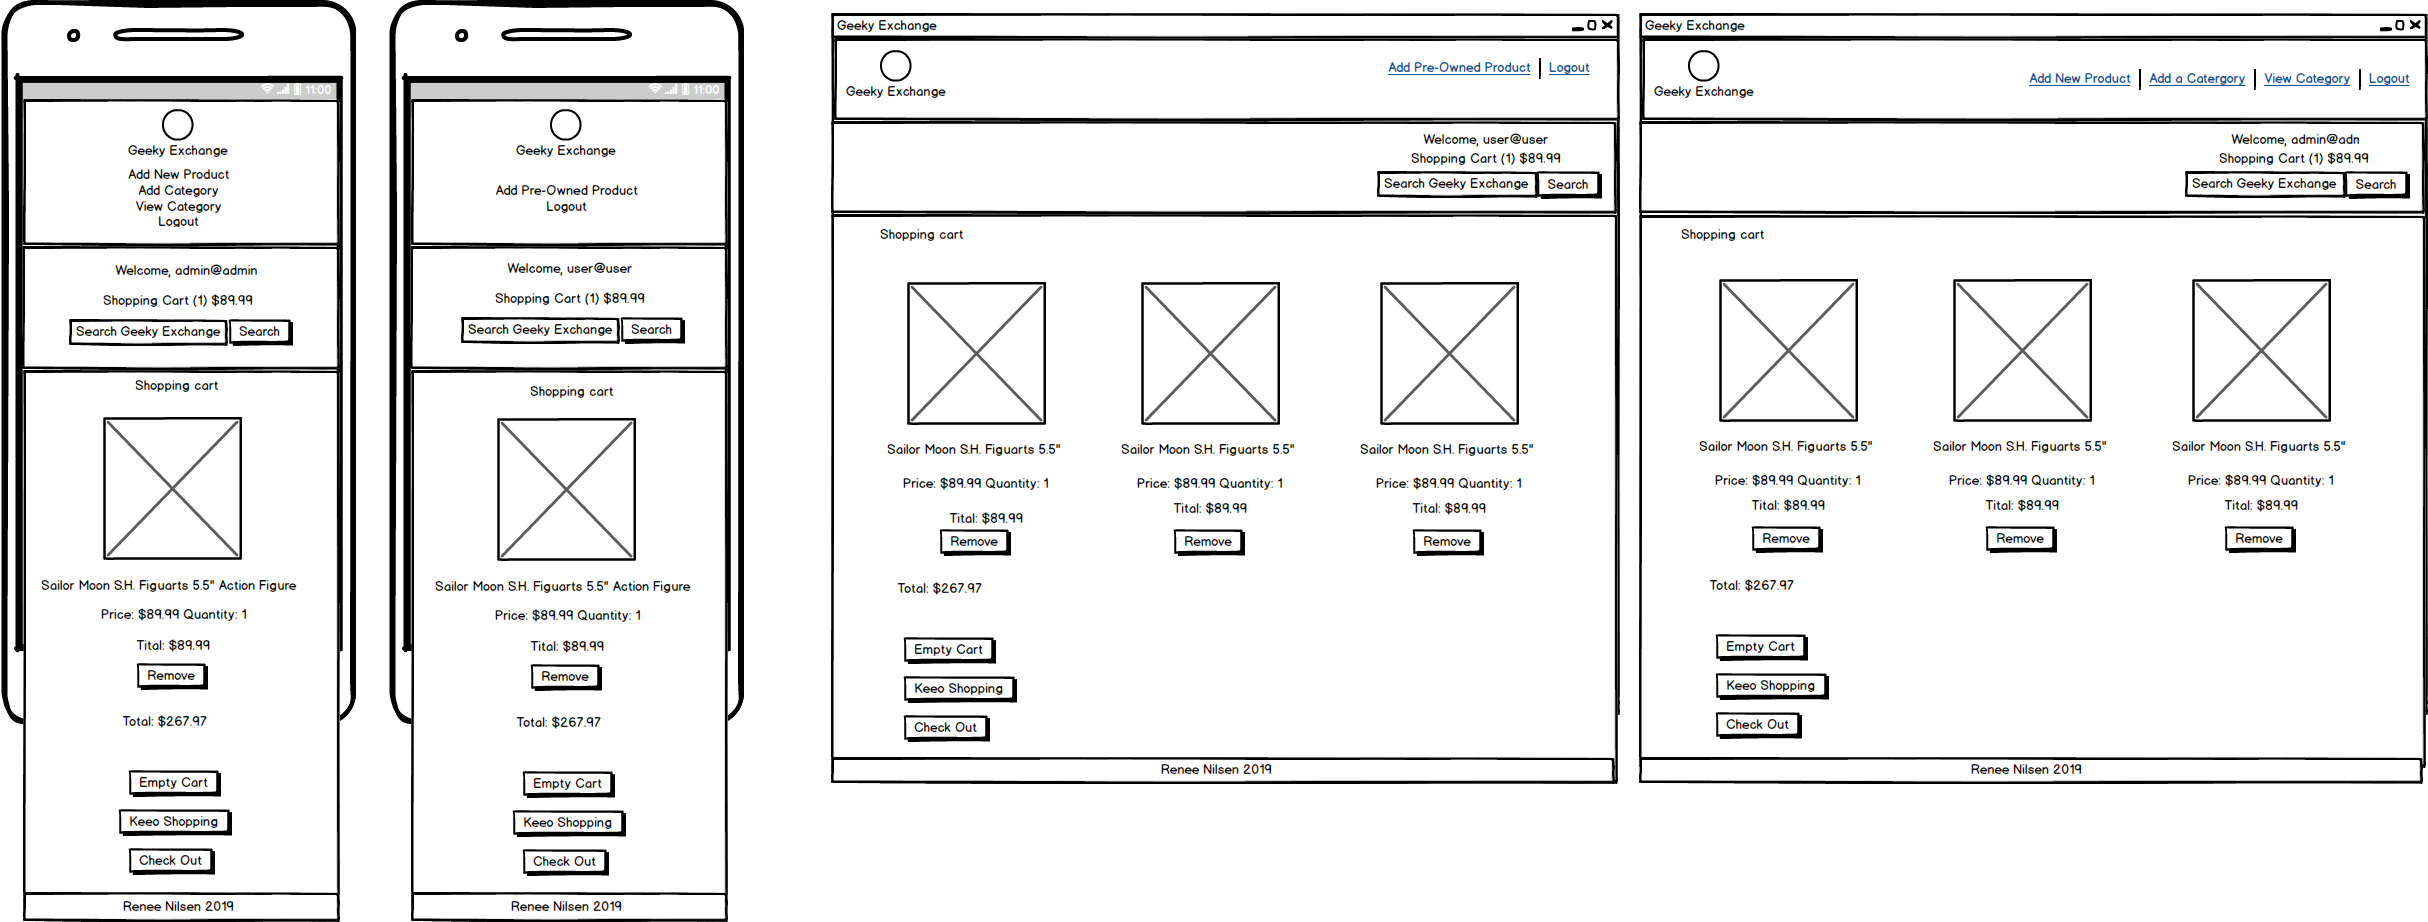 11:00
Geeky Exchange
Add New Product
Add Category
View Category
Logout
Welcome, admin@admin
Shopping Cart (1) $89.99
Search Geeky Exchange Search
Shopping cart
Sailor Moon S.H. Figuarts 5.5" Action Figure
Price: $89.99 Quantity: 1
Tital: $89.99
Remove
Total: $267.97
Empty Cart
Keeo Shopping
Check Out
Renee Nilsen 2019
11:00
Geeky Exchange
Add Pre-Owned Product
Logout
Welcome, user@user
Shopping Cart (1) $89.99
Search Geeky Exchange Search
Shopping cart
Sailor Moon S.H. Figuarts 5.5" Action Figure
Price: $89.99 Quantity: 1
Tital: $89.99
Remove
Total: $267.97
Empty Cart
Keeo Shopping
Check Out
Renee Nilsen 2019
Geeky Exchange
Add Pre-Owned Product Logout
Geeky Exchange
Welcome, user@user
Shopping Cart (1) $89.99
Search Geeky Exchange Search
Shopping cart
Sailor Moon S.H. Figuarts 5.5" Sailor Moon S.H. Figuarts 5.5" Sailor Moon S.H. Figuarts 5.5"
Price: $89.99 Quantity: 1 Price: $89.99 Quantity: 1 Price: $89.99 Quantity: 1
Tital: $89.99 Tital: $89.99 Tital: $89.99
Remove Remove Remove
Total: $267.97
Empty Cart
Keeo Shopping
Check Out
Renee Nilsen 2019
Geeky Exchange
Add New Product Add a Catergory View Category Logout
Geeky Exchange
Welcome, admin@adn
Shopping Cart (1) $89.99
Search Geeky Exchange Search
Shopping cart
Sailor Moon S.H. Figuarts 5.5" Sailor Moon S.H. Figuarts 5.5" Sailor Moon S.H. Figuarts 5.5"
Price: $89.99 Quantity: 1 Price: $89.99 Quantity: 1 Price: $89.99 Quantity: 1
Tital: $89.99 Tital: $89.99 Tital: $89.99
Remove Remove Remove
Total: $267.97
Empty Cart
Keeo Shopping
Check Out
Renee Nilsen 2019